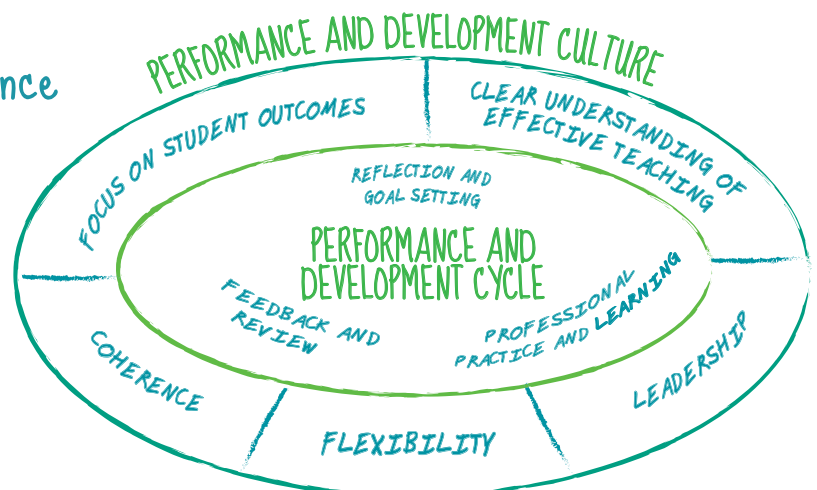 nce
PERFORMANCE AND DEVELOPMENT CULTURE
FOCUS ON STUDENT OUTCOMES
CLEAR UNDERSTANDING OF
EFFECTIVE TEACHING
REFLECTION AND
GOAL SETTING
PERFORMANCE AND
DEVELOPMENT CYCLE
FEEDBACK AND
REVIEW
PROFESSIONAL
PRACTICE AND LEARNING
COHERENCE
FLEXIBILITY
LEADERSHIP